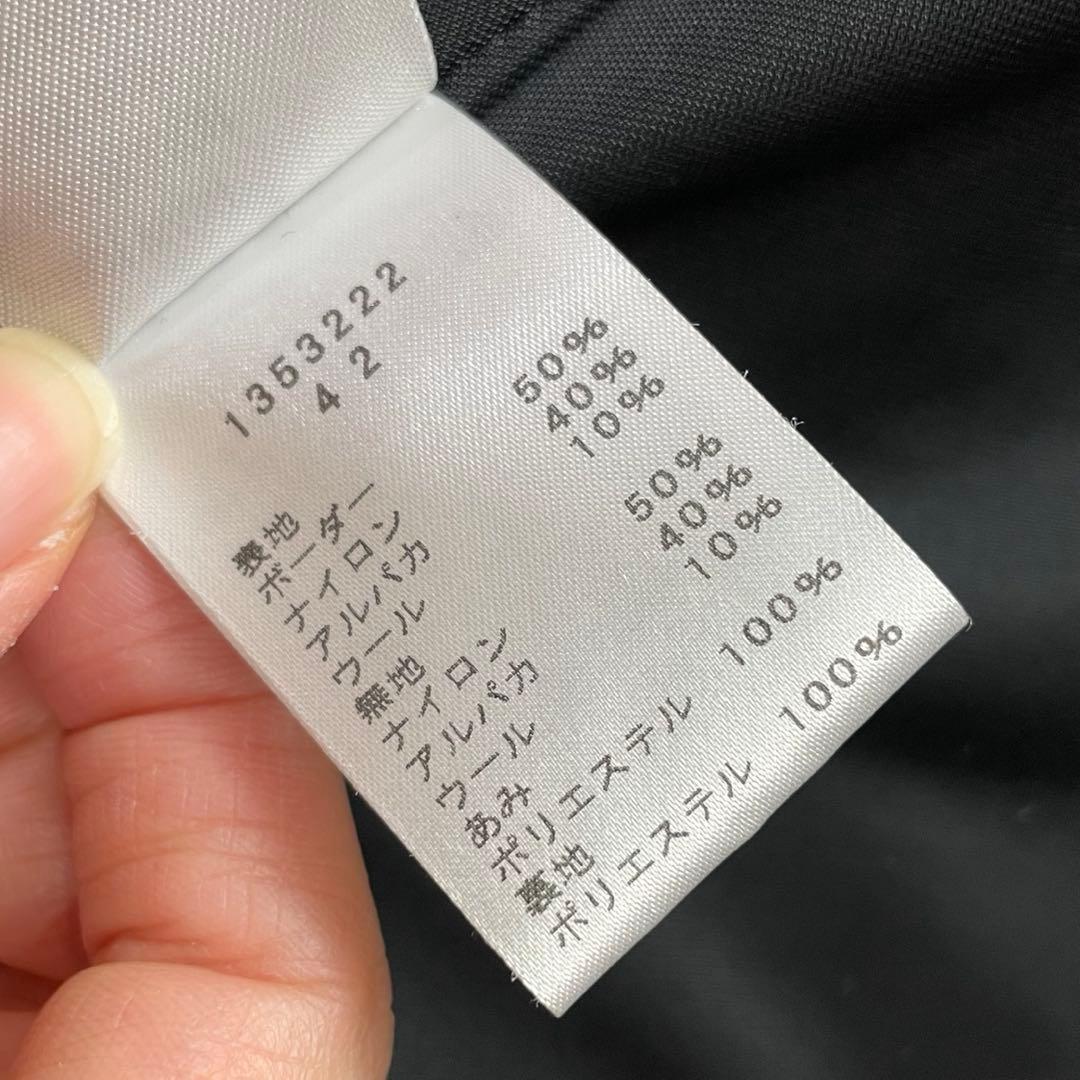 1353222
42
表地
ボーダー
ナイロン 50%
アルパカ 40%
ウール 10%
無地
ナイロン 50%
アルパカ 40%
ウール 10%
あみ
ポリエステル 100%
裏地
ポリエステル 100%